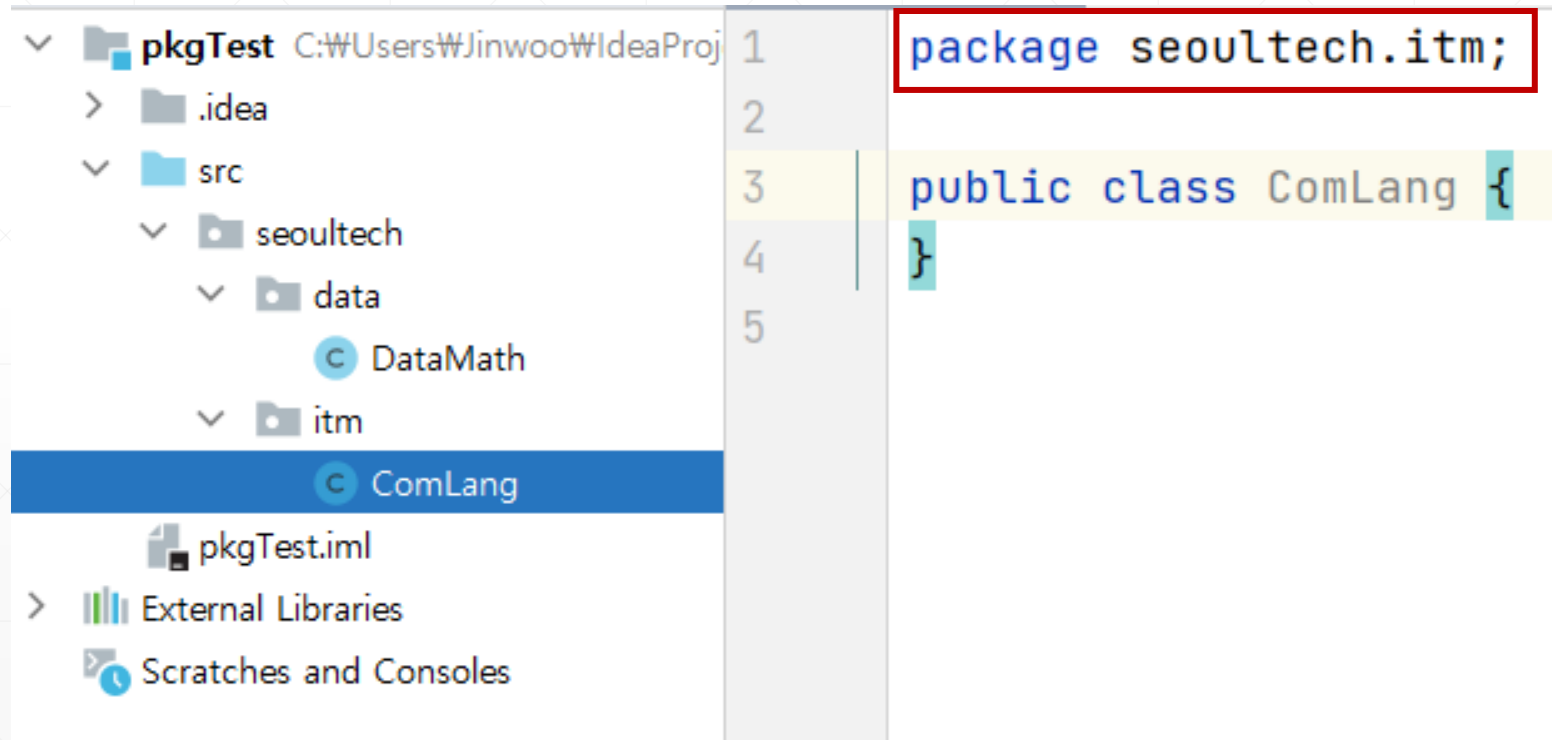 pkgTest C:₩Users₩Jinwoo₩IdeaProj
.idea
src
seoultech
data
C DataMath
itm
C ComLang
pkgTest.iml
External Libraries
Scratches and Consoles
1 package seoultech.itm;
2
3 public class ComLang {
4 }
5